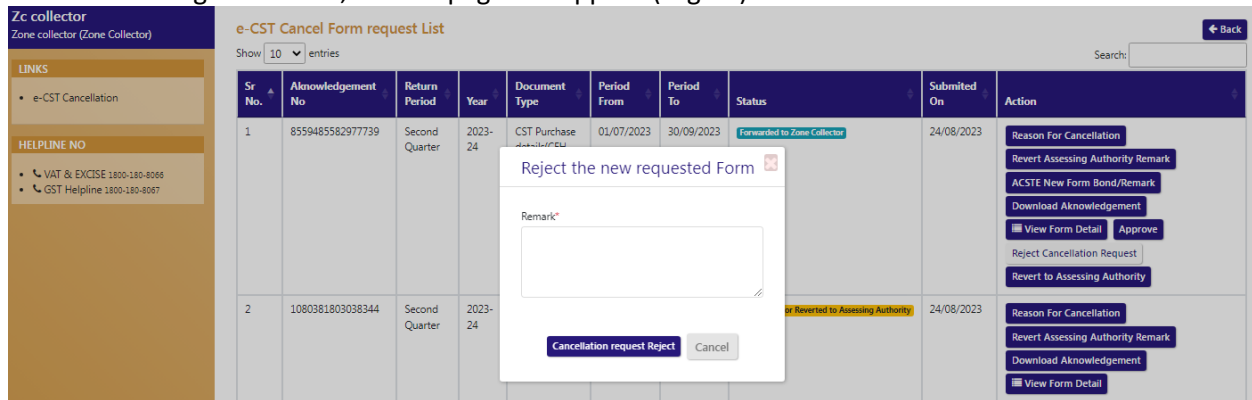 Zc collector
Zone collector (Zone Collector)
LINKS
e-CST Cancellation
HELPLINE NO
VAT & EXCISE 1800-180-8066
GST Helpline 1800-180-8067
e-CST Cancel Form request List
Back
Show 10 entries
Search:
Sr No. Aknowledgement No Return Period Year Document Type Period From Period To Status Submited On Action
1 8559485582977739 Second Quarter 2023-24 CST Purchase 01/07/2023 30/09/2023 Forwarded to Zone Collector 24/08/2023
Reason For Cancellation
Revert Assessing Authority Remark
ACSTE New Form Bond/Remark
Download Aknowledgement
View Form Detail Approve
Reject Cancellation Request
Revert to Assessing Authority
Reject the new requested Form
Remark*
Cancellation request Reject Cancel
2 1080381803038344 Second Quarter 2023-24 or Reverted to Assessing Authority 24/08/2023
Reason For Cancellation
Revert Assessing Authority Remark
Download Aknowledgement
View Form Detail